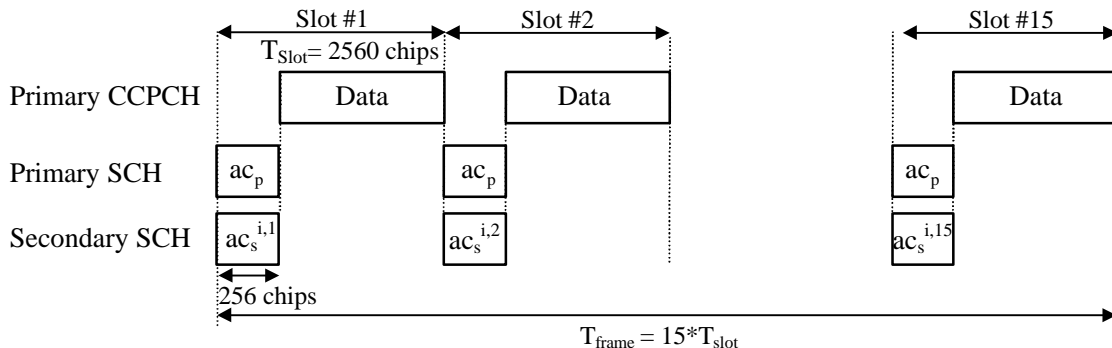 Slot #1 Slot #2 Slot #15
T_Slot= 2560 chips
Primary CCPCH Data Data Data
Primary SCH ac_p ac_p ac_p
Secondary SCH ac_s^i,1 ac_s^i,2 ac_s^i,15
256 chips
T_frame = 15*T_slot